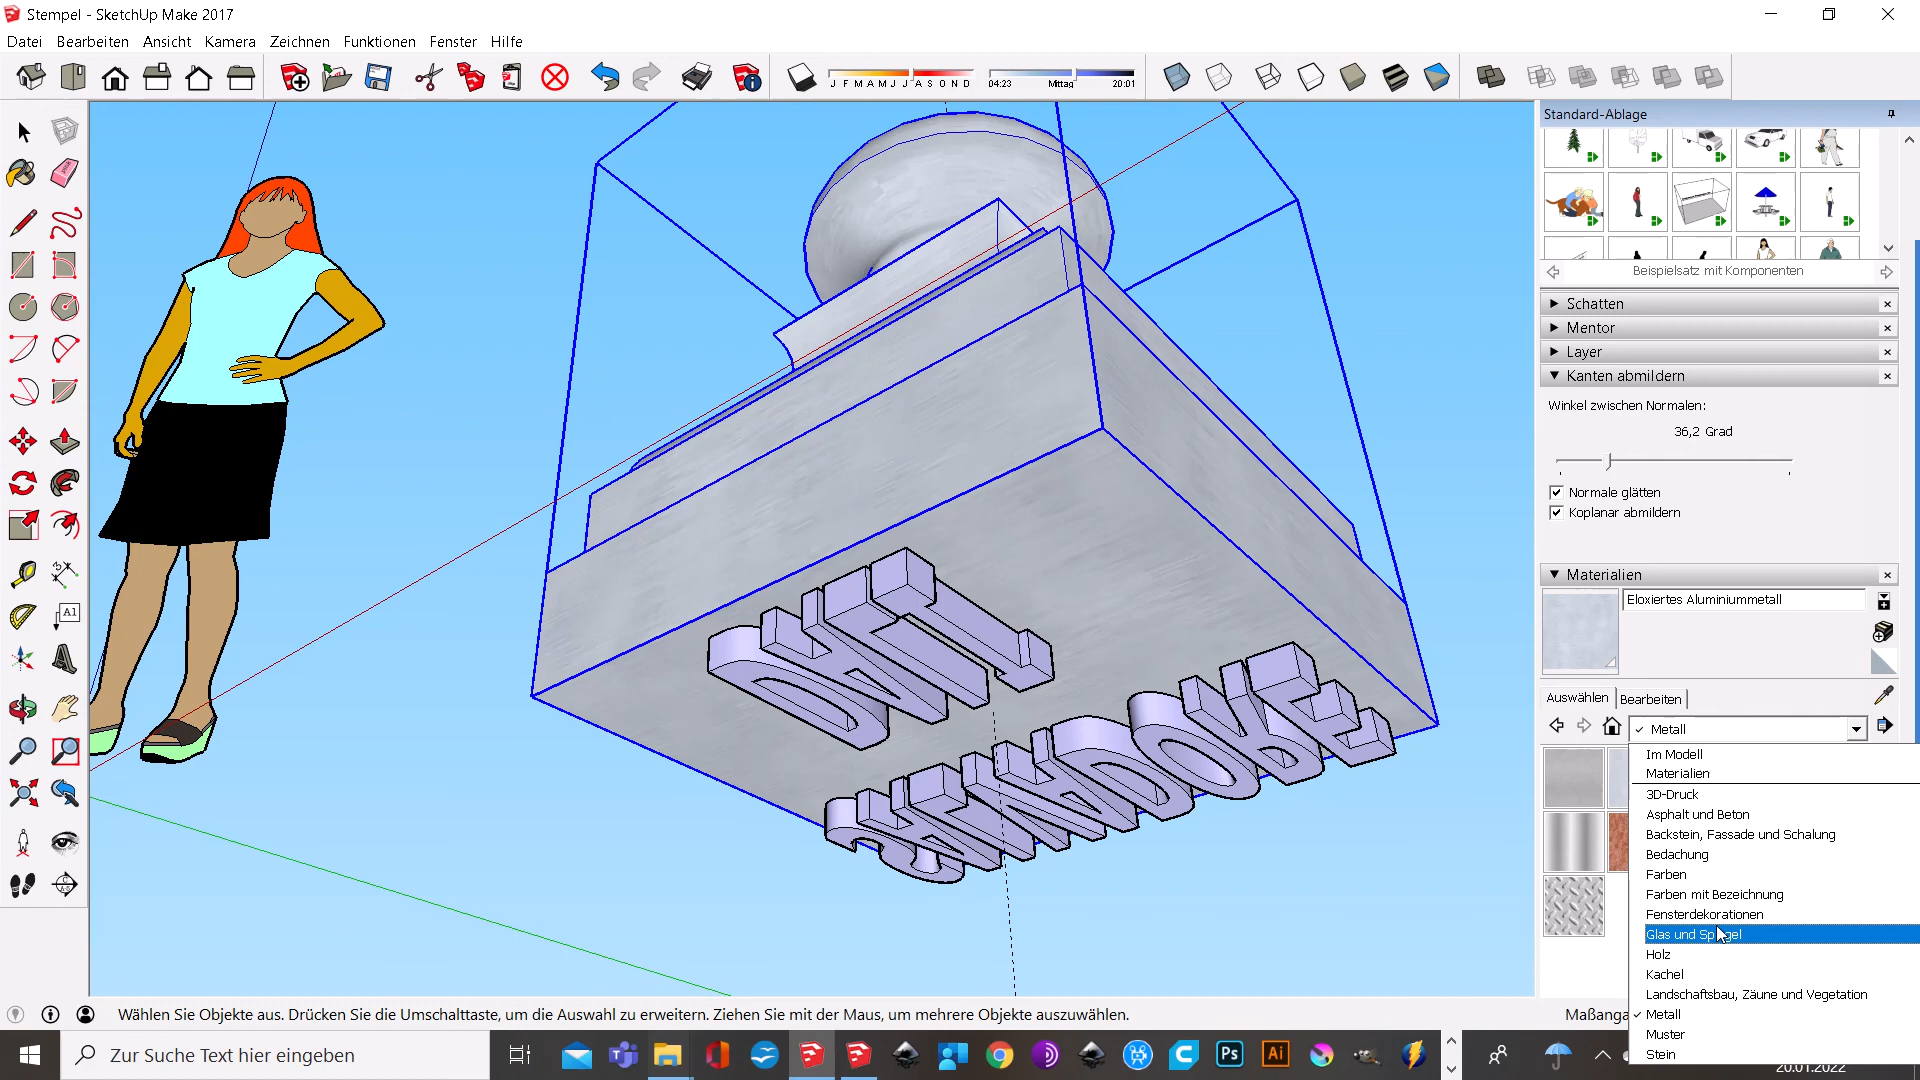 Stempel - SketchUp Make 2017
Datei Bearbeiten Ansicht Kamera Zeichnen Funktionen Fenster Hilfe
J F M A M J J A S O N D 04:23 Mittag 20:01
Standard-Ablage
Beispielsatz mit Komponenten
Schatten
Mentor
Layer
Kanten abmildern
Winkel zwischen Normalen:
36,2 Grad
Normale glätten
Koplanar abmildern
Materialien
Eloxiertes Aluminiummetall
Auswählen Bearbeiten
Metall
Im Modell
Materialien
3D-Druck
Asphalt und Beton
Backstein, Fassade und Schalung
Bedachung
Farben
Farben mit Bezeichnung
Fensterdekorationen
Glas und Spiegel
Holz
Kachel
Landschaftsbau, Zäune und Vegetation
Metall
Muster
Stein
A1
Wählen Sie Objekte aus. Drücken Sie die Umschalttaste, um die Auswahl zu erweitern. Ziehen Sie mit der Maus, um mehrere Objekte auszuwählen.
Maßanga
Zur Suche Text hier eingeben
Ps
Ai
20.01.2022